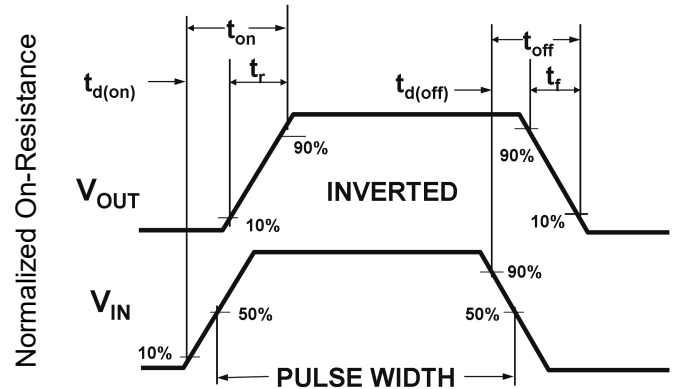 Normalized On-Resistance
ton
toff
td(on)
tr
td(off)
tf
90%
90%
VOUT
INVERTED
10%
10%
90%
VIN
50%
50%
10%
PULSE WIDTH